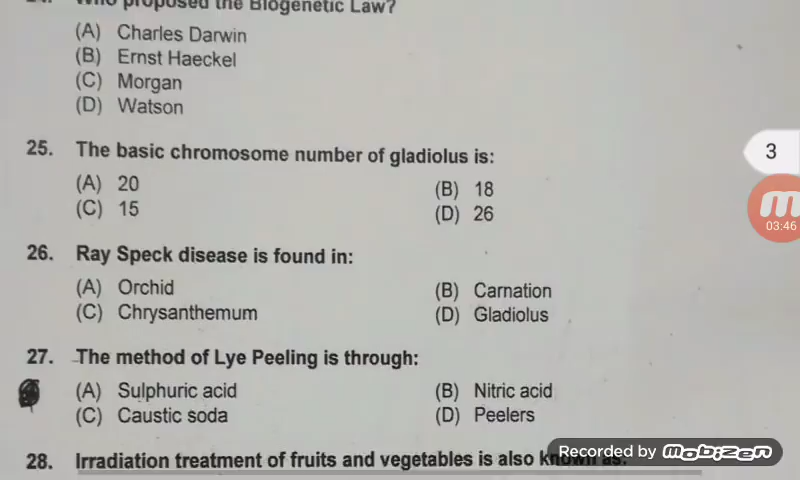 Who proposed the Biogenetic Law?
(A) Charles Darwin
(B) Ernst Haeckel
(C) Morgan
(D) Watson
25. The basic chromosome number of gladiolus is:
(A) 20 (B) 18
(C) 15 (D) 26
26. Ray Speck disease is found in:
(A) Orchid (B) Carnation
(C) Chrysanthemum (D) Gladiolus
27. The method of Lye Peeling is through:
(A) Sulphuric acid (B) Nitric acid
(C) Caustic soda (D) Peelers
28. Irradiation treatment of fruits and vegetables is also known as:
3
03:46
Recorded by mobizen